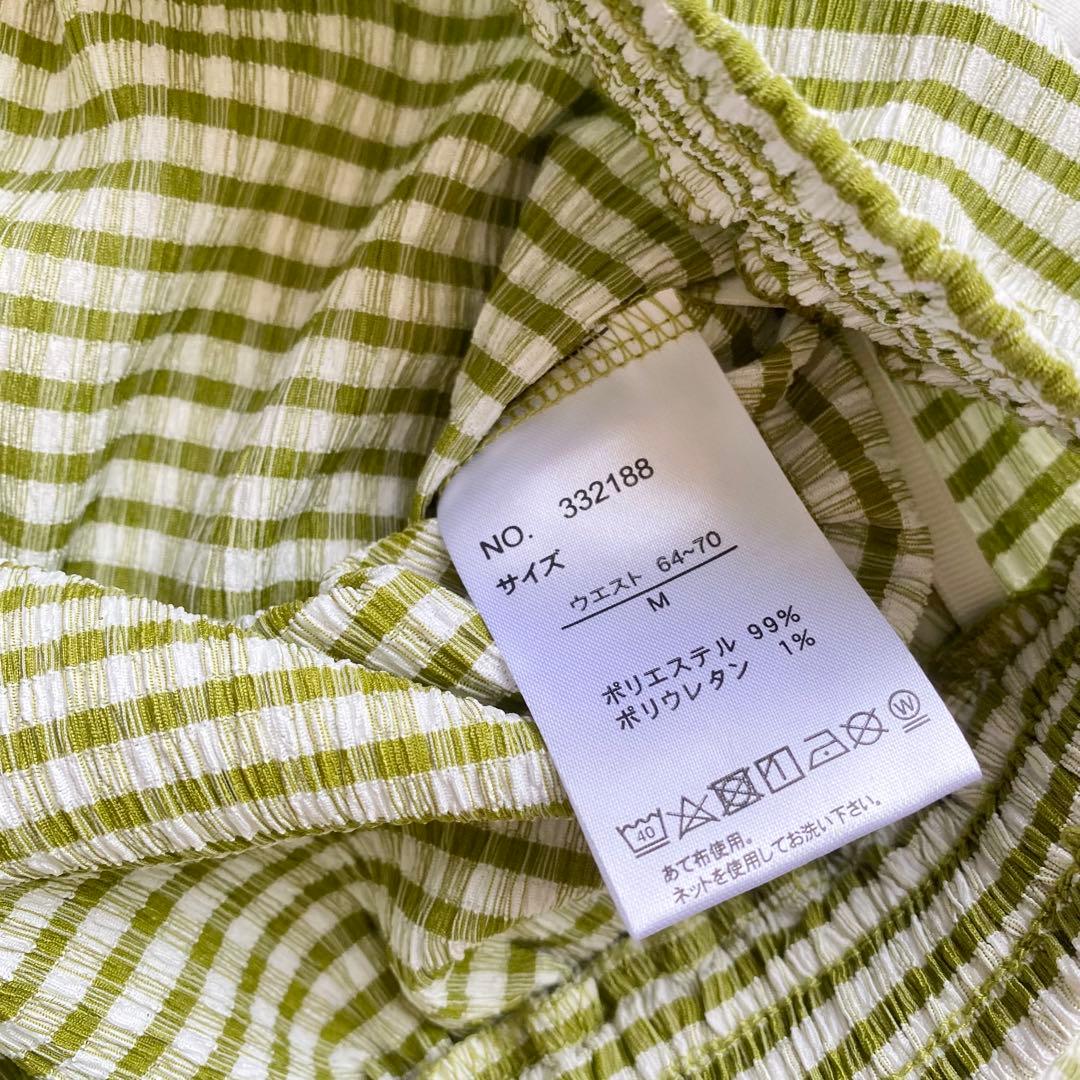 NO. 332188
サイズ
ウエスト 64~70
M
ポリエステル 99%
ポリウレタン 1%
40 W
あて布使用。
ネットを使用してお洗い下さい。